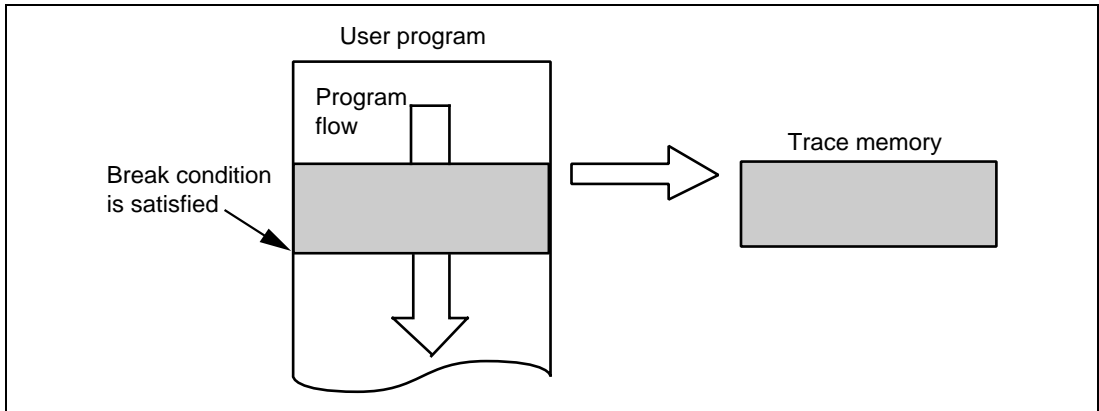 User program
Program
flow
Trace memory
Break condition
is satisfied